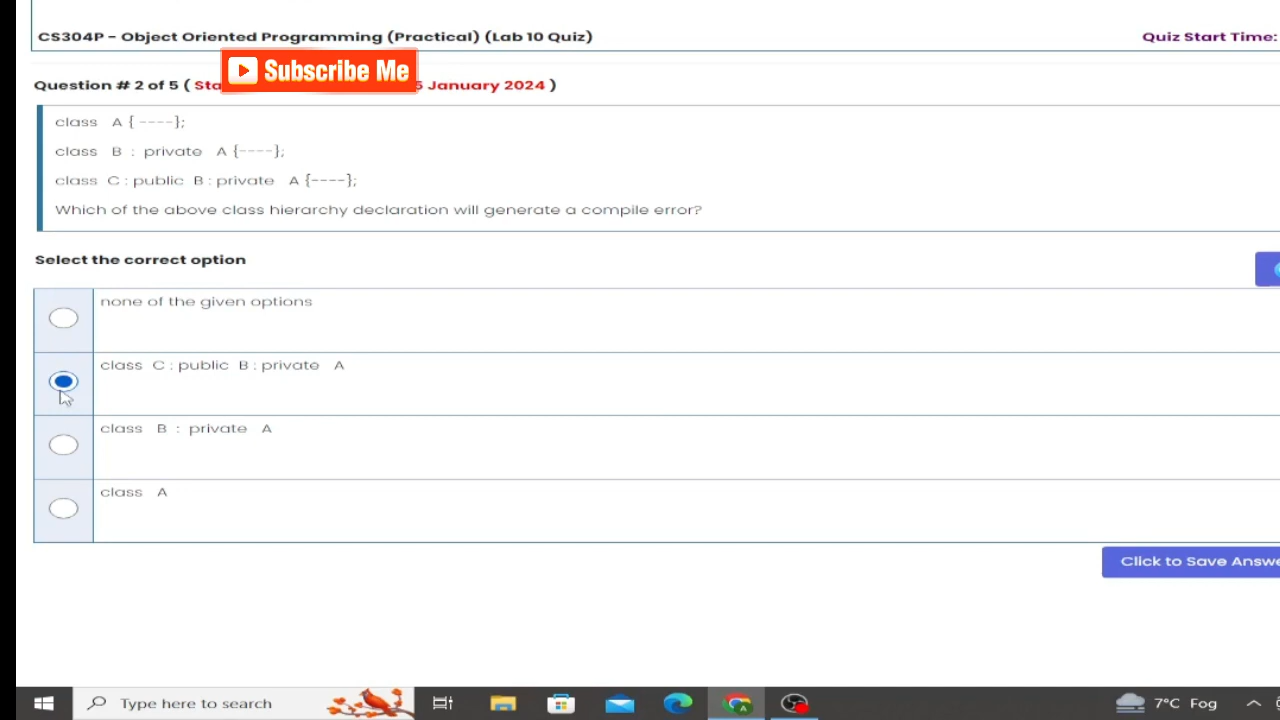 CS304P - Object Oriented Programming (Practical) (Lab 10 Quiz)
Quiz Start Time:
Subscribe Me
Question # 2 of 5 ( Sta 5 January 2024 )
class A { ----};
class B : private A {----};
class C : public B : private A {----};
Which of the above class hierarchy declaration will generate a compile error?
Select the correct option
none of the given options
class C : public B : private A
class B : private A
class A
Click to Save Answe
Type here to search
7°C Fog